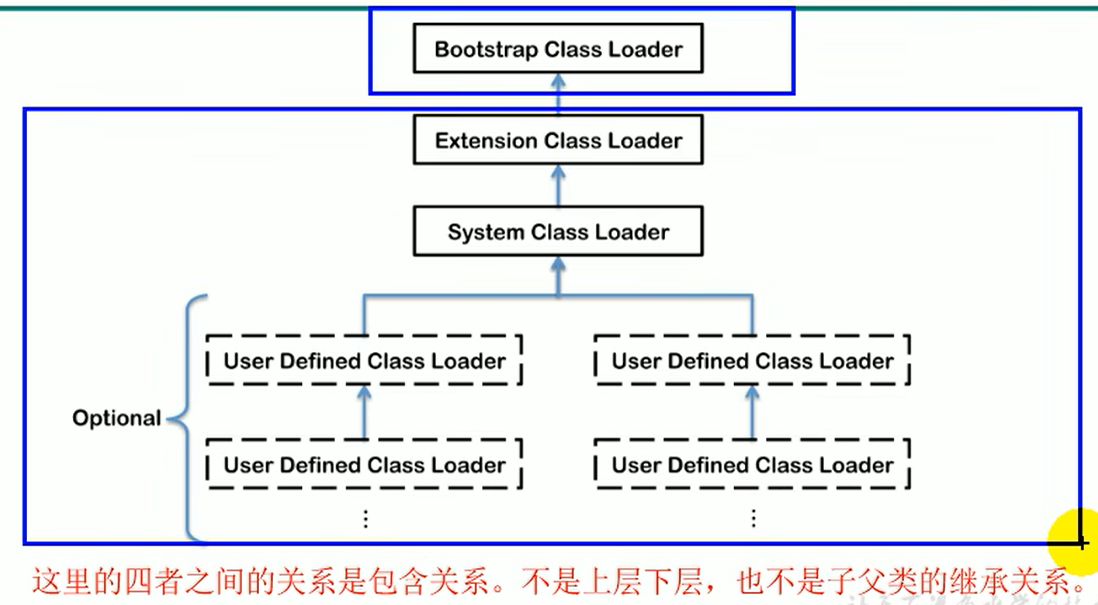 Bootstrap Class Loader
Extension Class Loader
System Class Loader
User Defined Class Loader
User Defined Class Loader
Optional
User Defined Class Loader
User Defined Class Loader
⋮
⋮
这里的四者之间的关系是包含关系。不是上层下层，也不是子父类的继承关系。